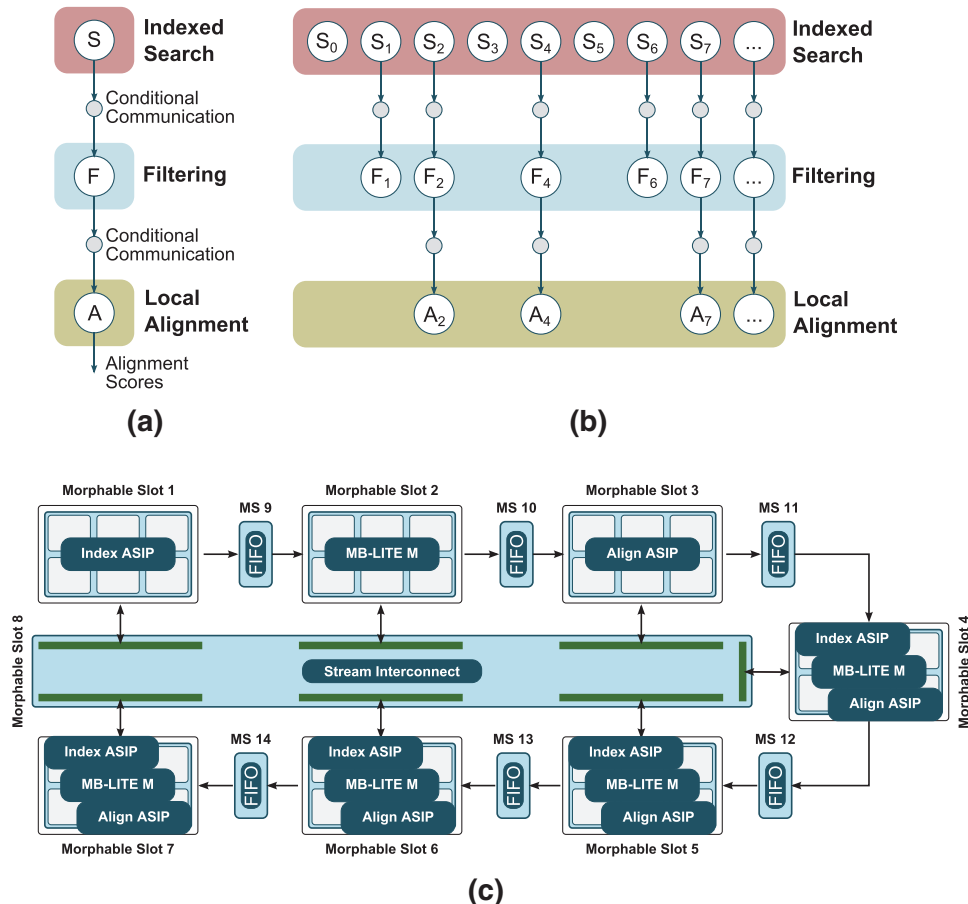 S
Indexed
Search
Conditional
Communication
F
Filtering
Conditional
Communication
A
Local
Alignment
Alignment
Scores
(a)
S0 S1 S2 S3 S4 S5 S6 S7 ...
Indexed
Search
F1 F2 F4 F6 F7 ...
Filtering
A2 A4 A7 ...
Local
Alignment
(b)
Morphable Slot 1
Morphable Slot 2
Morphable Slot 3
MS 9
MS 10
MS 11
Index ASIP
FIFO
MB-LITE M
FIFO
Align ASIP
FIFO
Morphable Slot 8
Stream Interconnect
Index ASIP
MB-LITE M
Align ASIP
Morphable Slot 4
MS 14
MS 13
MS 12
Index ASIP
MB-LITE M
Align ASIP
FIFO
Index ASIP
MB-LITE M
Align ASIP
FIFO
Index ASIP
MB-LITE M
Align ASIP
FIFO
Morphable Slot 7
Morphable Slot 6
Morphable Slot 5
(c)